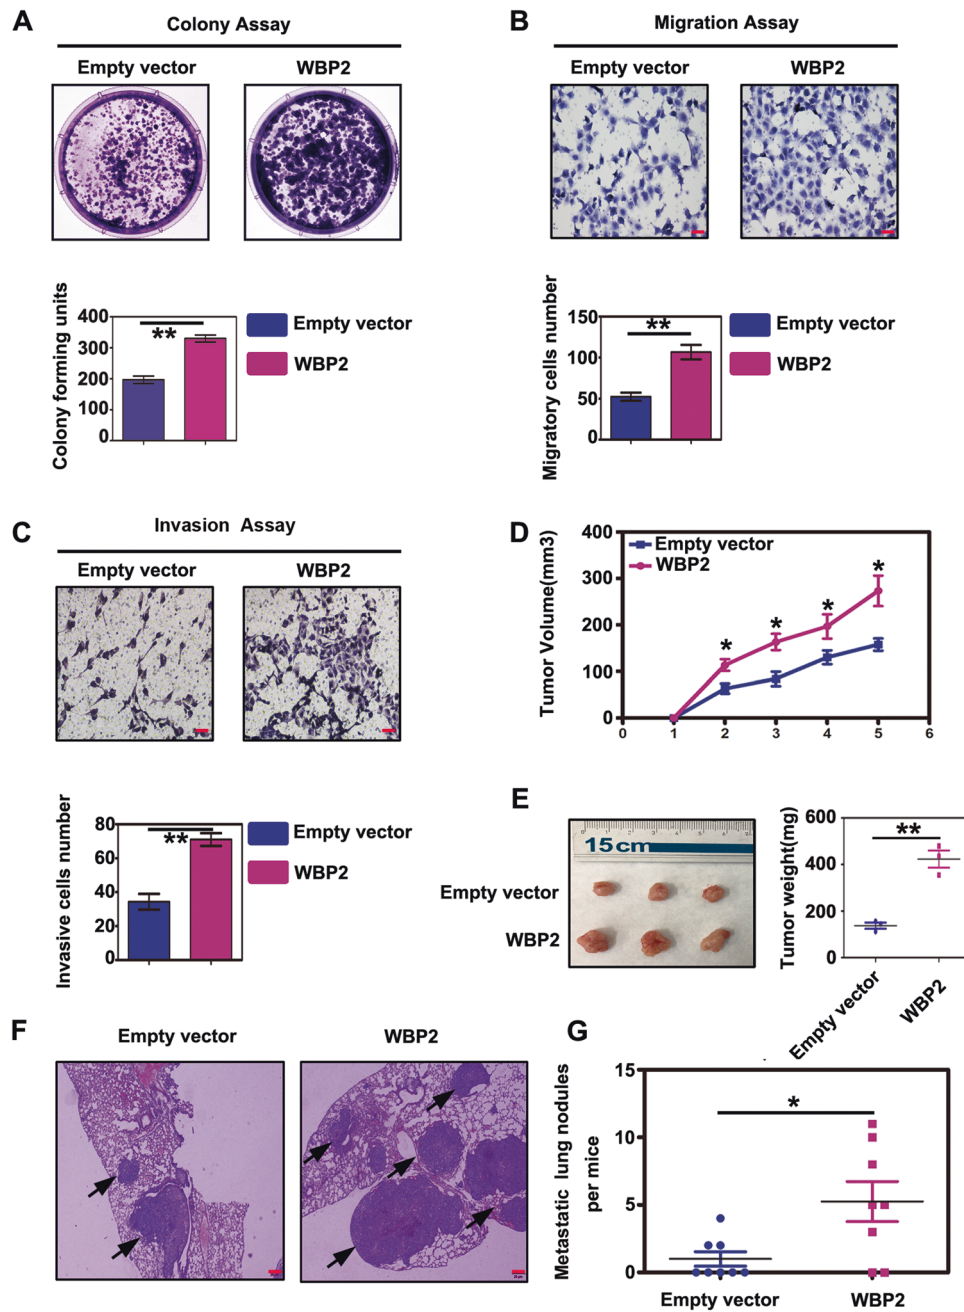 A
Colony Assay
Empty vector
WBP2
Colony forming units
400
300
200
100
0
**
Empty vector
WBP2
B
Migration Assay
Empty vector
WBP2
Migratory cells number
150
100
50
0
**
Empty vector
WBP2
C
Invasion Assay
Empty vector
WBP2
Invasive cells number
80
60
40
20
0
**
Empty vector
WBP2
D
Tumor Volume(mm3)
400
300
200
100
0
Empty vector
WBP2
*
*
*
*
0 1 2 3 4 5 6
E
15cm
Empty vector
WBP2
Tumor weight(mg)
600
400
200
0
**
Empty vector
WBP2
F
Empty vector
WBP2
G
Metastatic lung nodules
per mice
15
10
5
0
*
Empty vector
WBP2